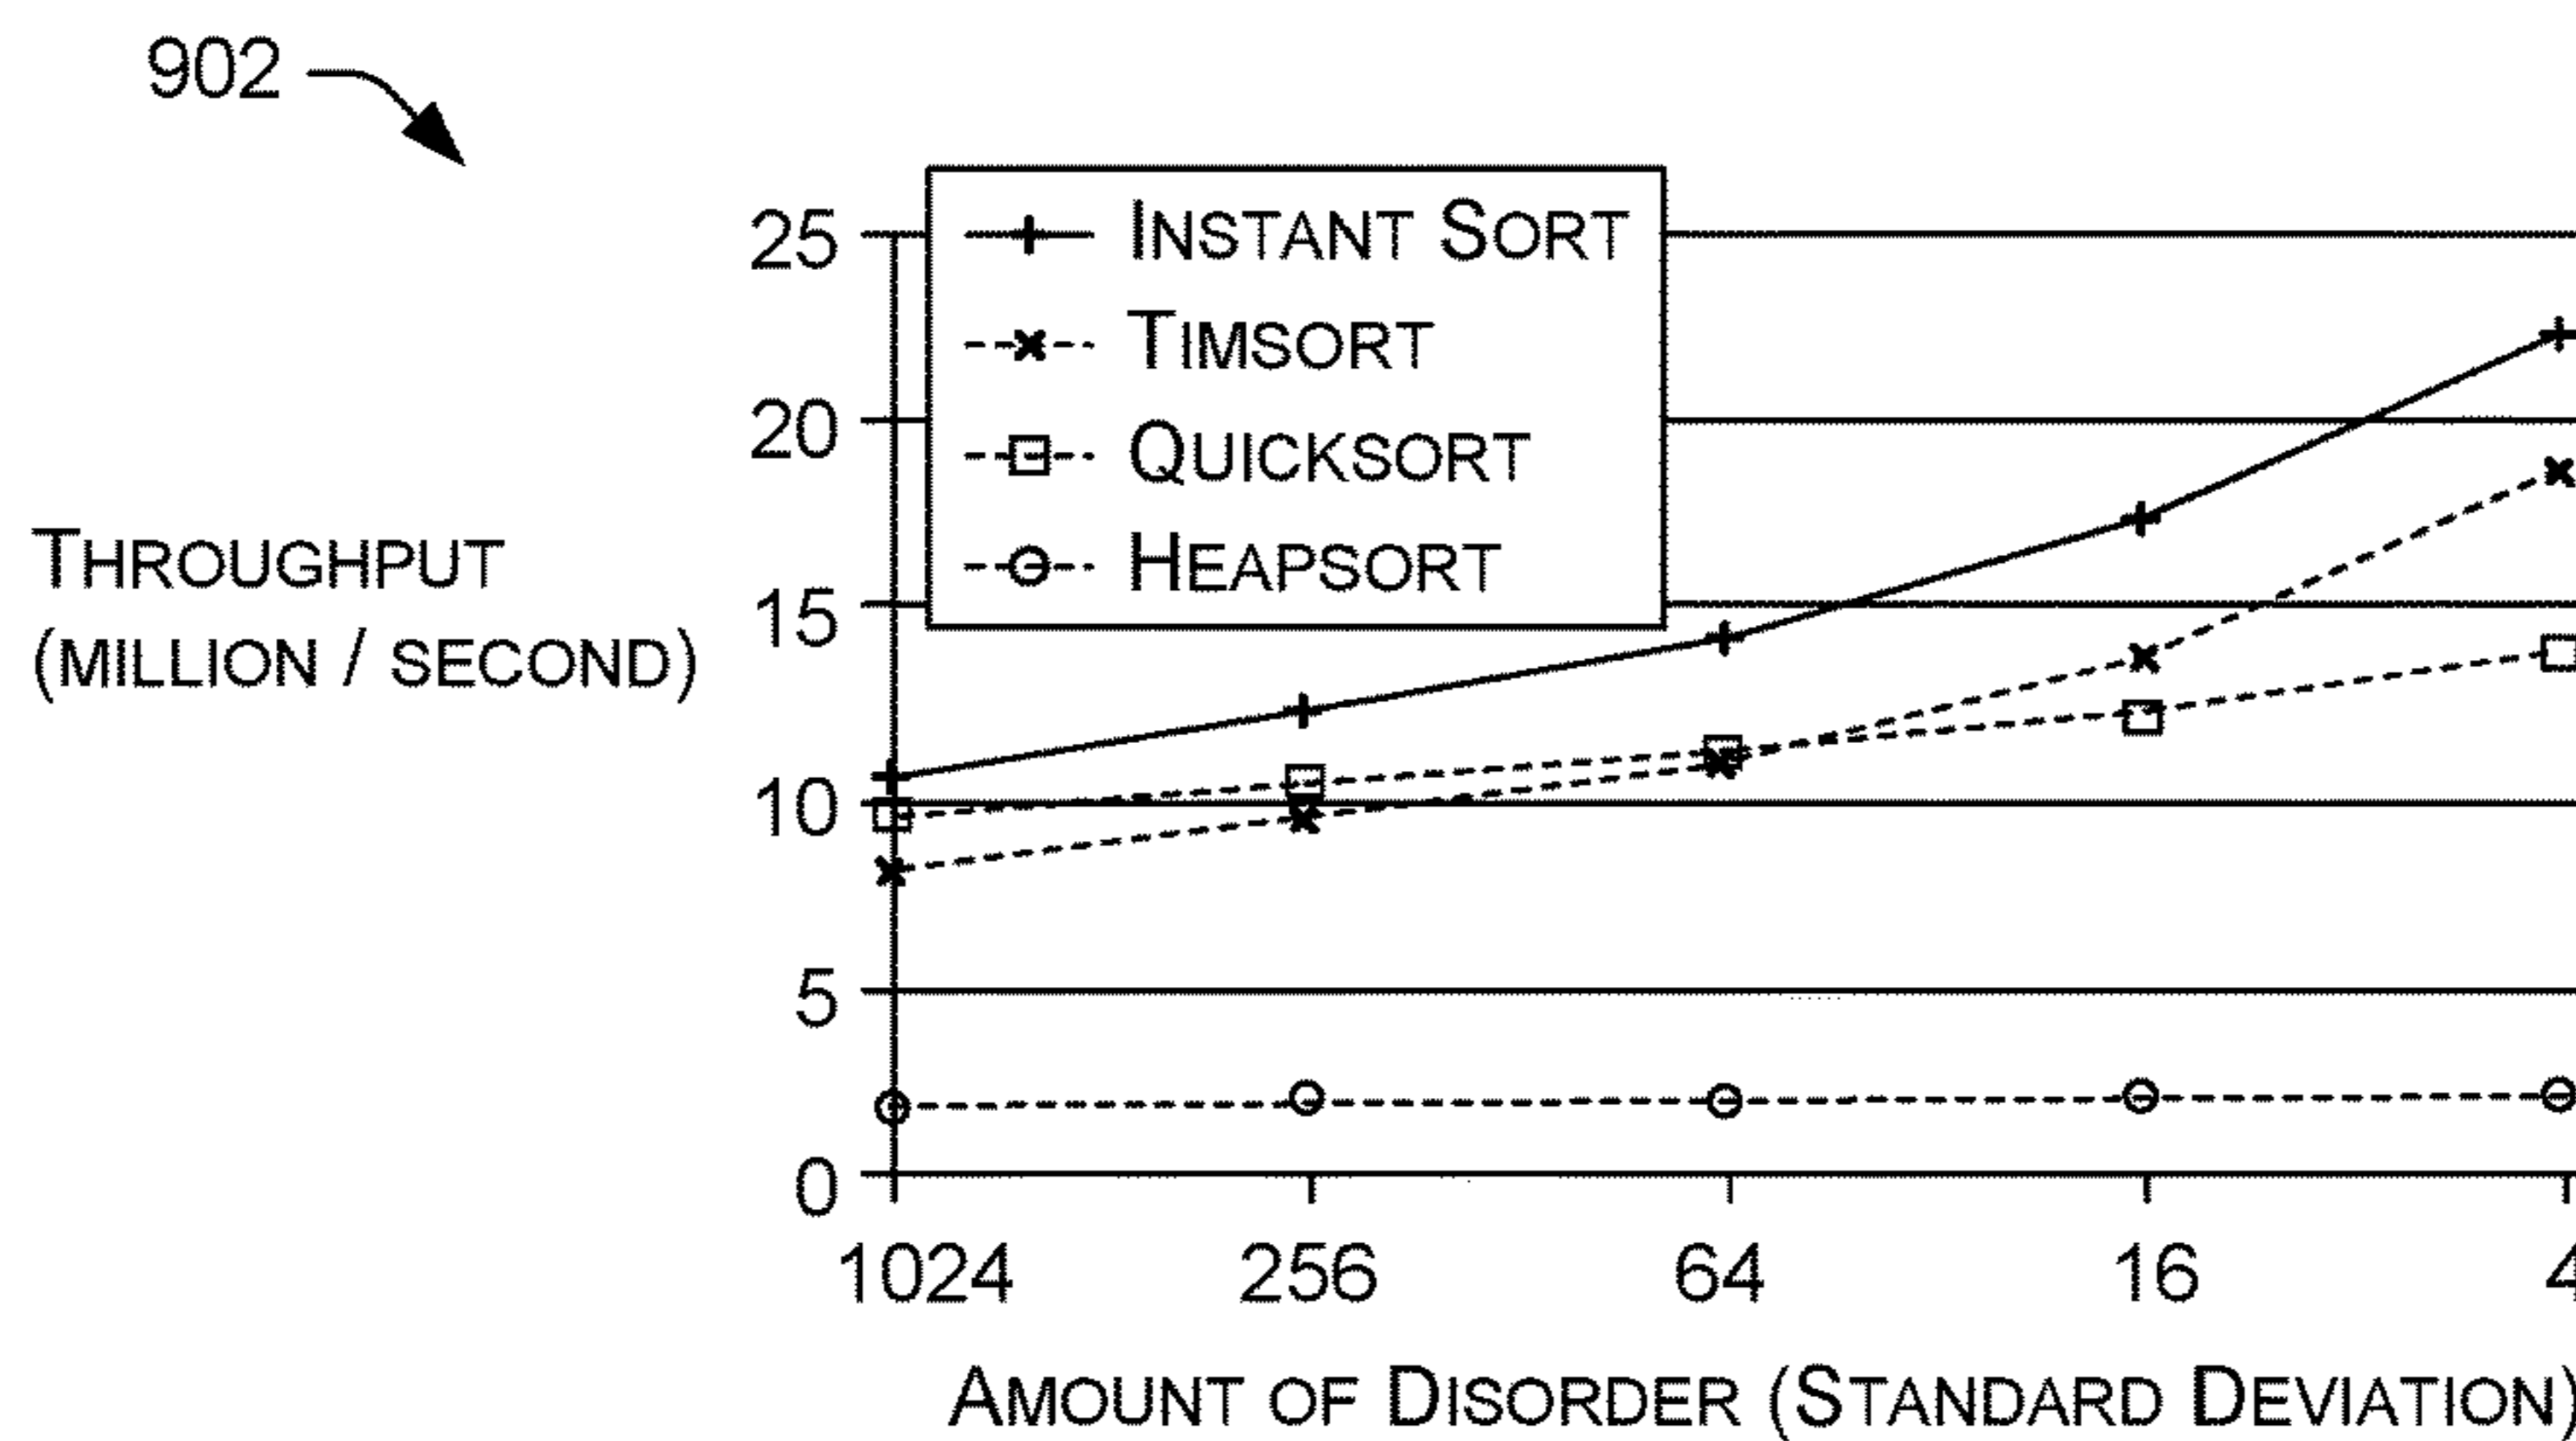 902
25
INSTANT SORT
TIMSORT
20
QUICKSORT
HEAPSORT
THROUGHPUT
(MILLION / SECOND)
15
10
5
0
1024 256 64 16 4
AMOUNT OF DISORDER (STANDARD DEVIATION)